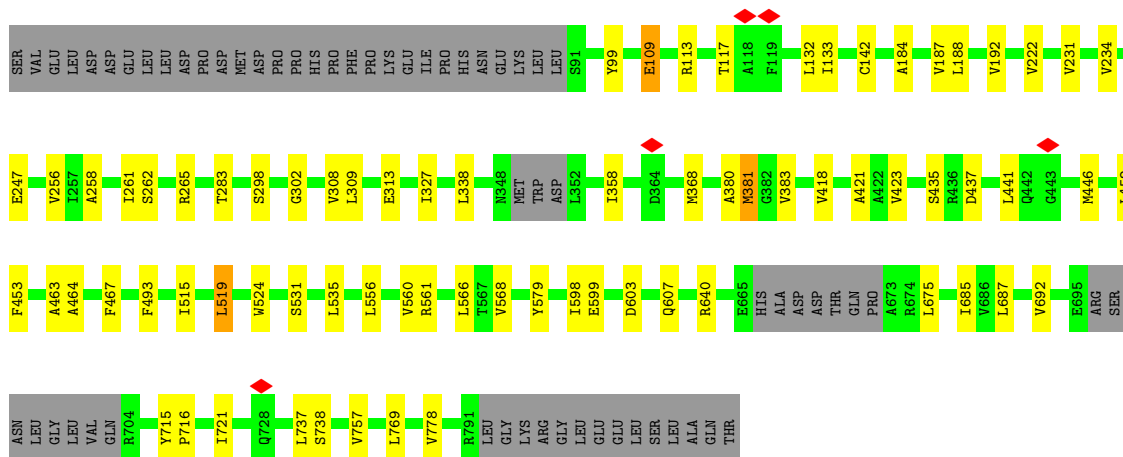 SER VAL GLU LEU ASP ASP GLU LEU LEU ASP PRO ASP MET ASP PRO PRO HIS PRO PHE PRO LYS GLU ILE PRO HIS ASN GLU LYS LEU LEU S91 Y99 E109 R113 T117 A118 F119 L132 I133 C142 A184 V187 L188 V192 V222 V231 V234
E247 V256 I257 A258 I261 S262 R265 T283 S298 G302 V308 L309 E313 I327 L338 N348 MET TRP ASP L352 I358 D364 M368 A380 M381 G382 V383 V418 A421 A422 V423 S435 R436 D437 L441 Q442 G443 M446
F453 A463 A464 F467 F493 I515 L519 W524 S531 L535 L556 V560 R561 L566 T567 V568 Y579 I598 E599 D603 Q607 R640 E665 HIS ALA ASP ASP THR GLN PRO A673 R674 L675 I685 V686 L687 V692 E695 ARG SER
ASN LEU GLY LEU VAL GLN R704 Y715 P716 I721 Q728 L737 S738 V757 L769 V778 R791 LEU GLY LYS ARG GLY LEU GLU GLU LEU SER LEU ALA GLN THR